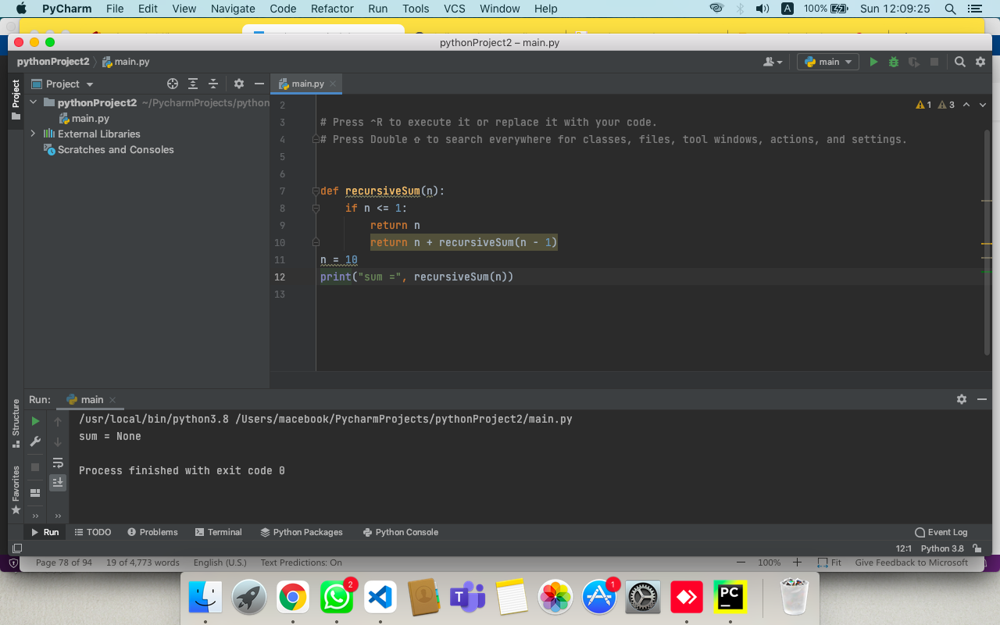 PyCharm File Edit View Navigate Code Refactor Run Tools VCS Window Help A 100% Sun 12:09:25
pythonProject2 – main.py
pythonProject2 main.py main
Project
Project
main.py
pythonProject2 ~/PycharmProjects/python
main.py
External Libraries
Scratches and Consoles
1 3
2
3 # Press ⌃R to execute it or replace it with your code.
4 # Press Double ⇧ to search everywhere for classes, files, tool windows, actions, and settings.
5
6
7 def recursiveSum(n):
8 if n <= 1:
9 return n
10 return n + recursiveSum(n - 1)
11 n = 10
12 print("sum =", recursiveSum(n))
13
Structure
Favorites
Run: main
/usr/local/bin/python3.8 /Users/macebook/PycharmProjects/pythonProject2/main.py
sum = None
Process finished with exit code 0
Run TODO Problems Terminal Python Packages Python Console Event Log
12:1 Python 3.8
Page 78 of 94 19 of 4,773 words English (U.S.) Text Predictions: On 100% Fit Give Feedback to Microsoft
2
T
1
PC